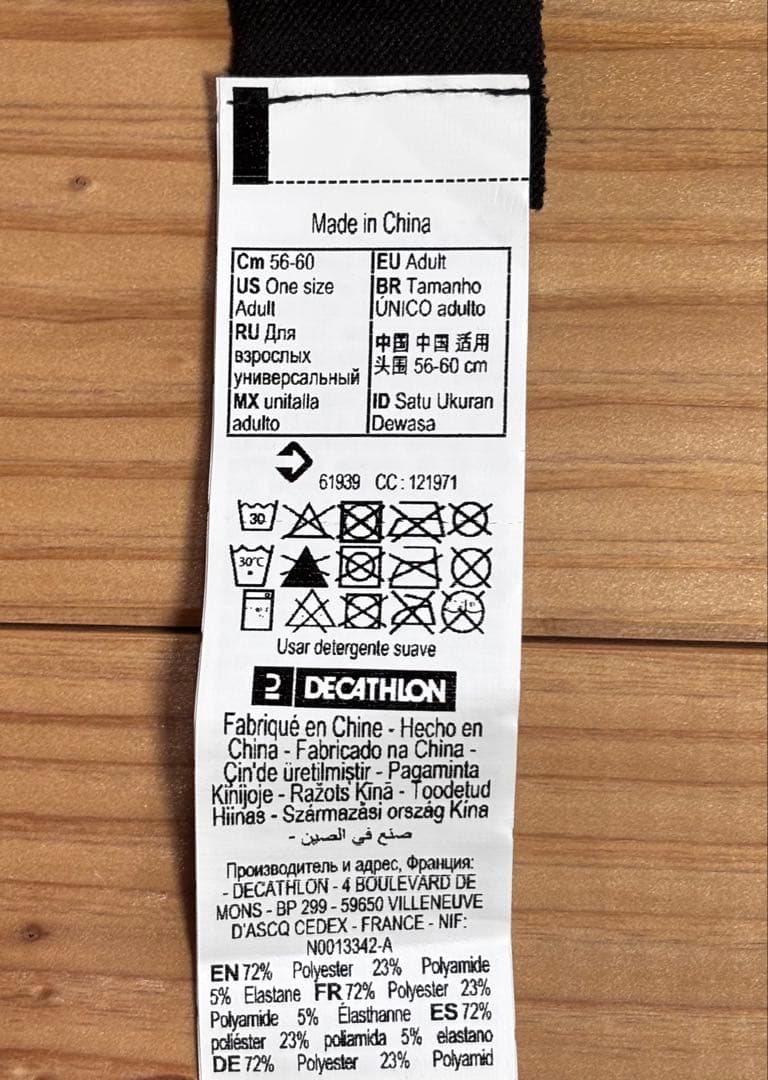 Made in China
Cm 56-60
US One size
Adult
RU Для
взрослых
универсальный
MX unitalla
adulto
EU Adult
BR Tamanho
ÚNICO adulto
中国 中国 适用
头围 56-60 cm
ID Satu Ukuran
Dewasa
61939 CC : 121971
30
30°C
Usar detergente suave
DECATHLON
Fabriqué en Chine - Hecho en
China - Fabricado na China -
Çin'de üretilmiştir - Pagaminta
Kinijoje - Ražots Ķīnā - Toodetud
Hiinas - Származási ország Kína
- صنع في الصين
Производитель и адрес, Франция:
- DECATHLON - 4 BOULEVARD DE
MONS - BP 299 - 59650 VILLENEUVE
D'ASCQ CEDEX - FRANCE - NIF:
N0013342-A
EN 72% Polyester 23% Polyamide
5% Elastane FR 72% Polyester 23%
Polyamide 5% Élasthanne ES 72%
poliéster 23% poliamida 5% elastano
DE 72% Polyester 23% Polyamid